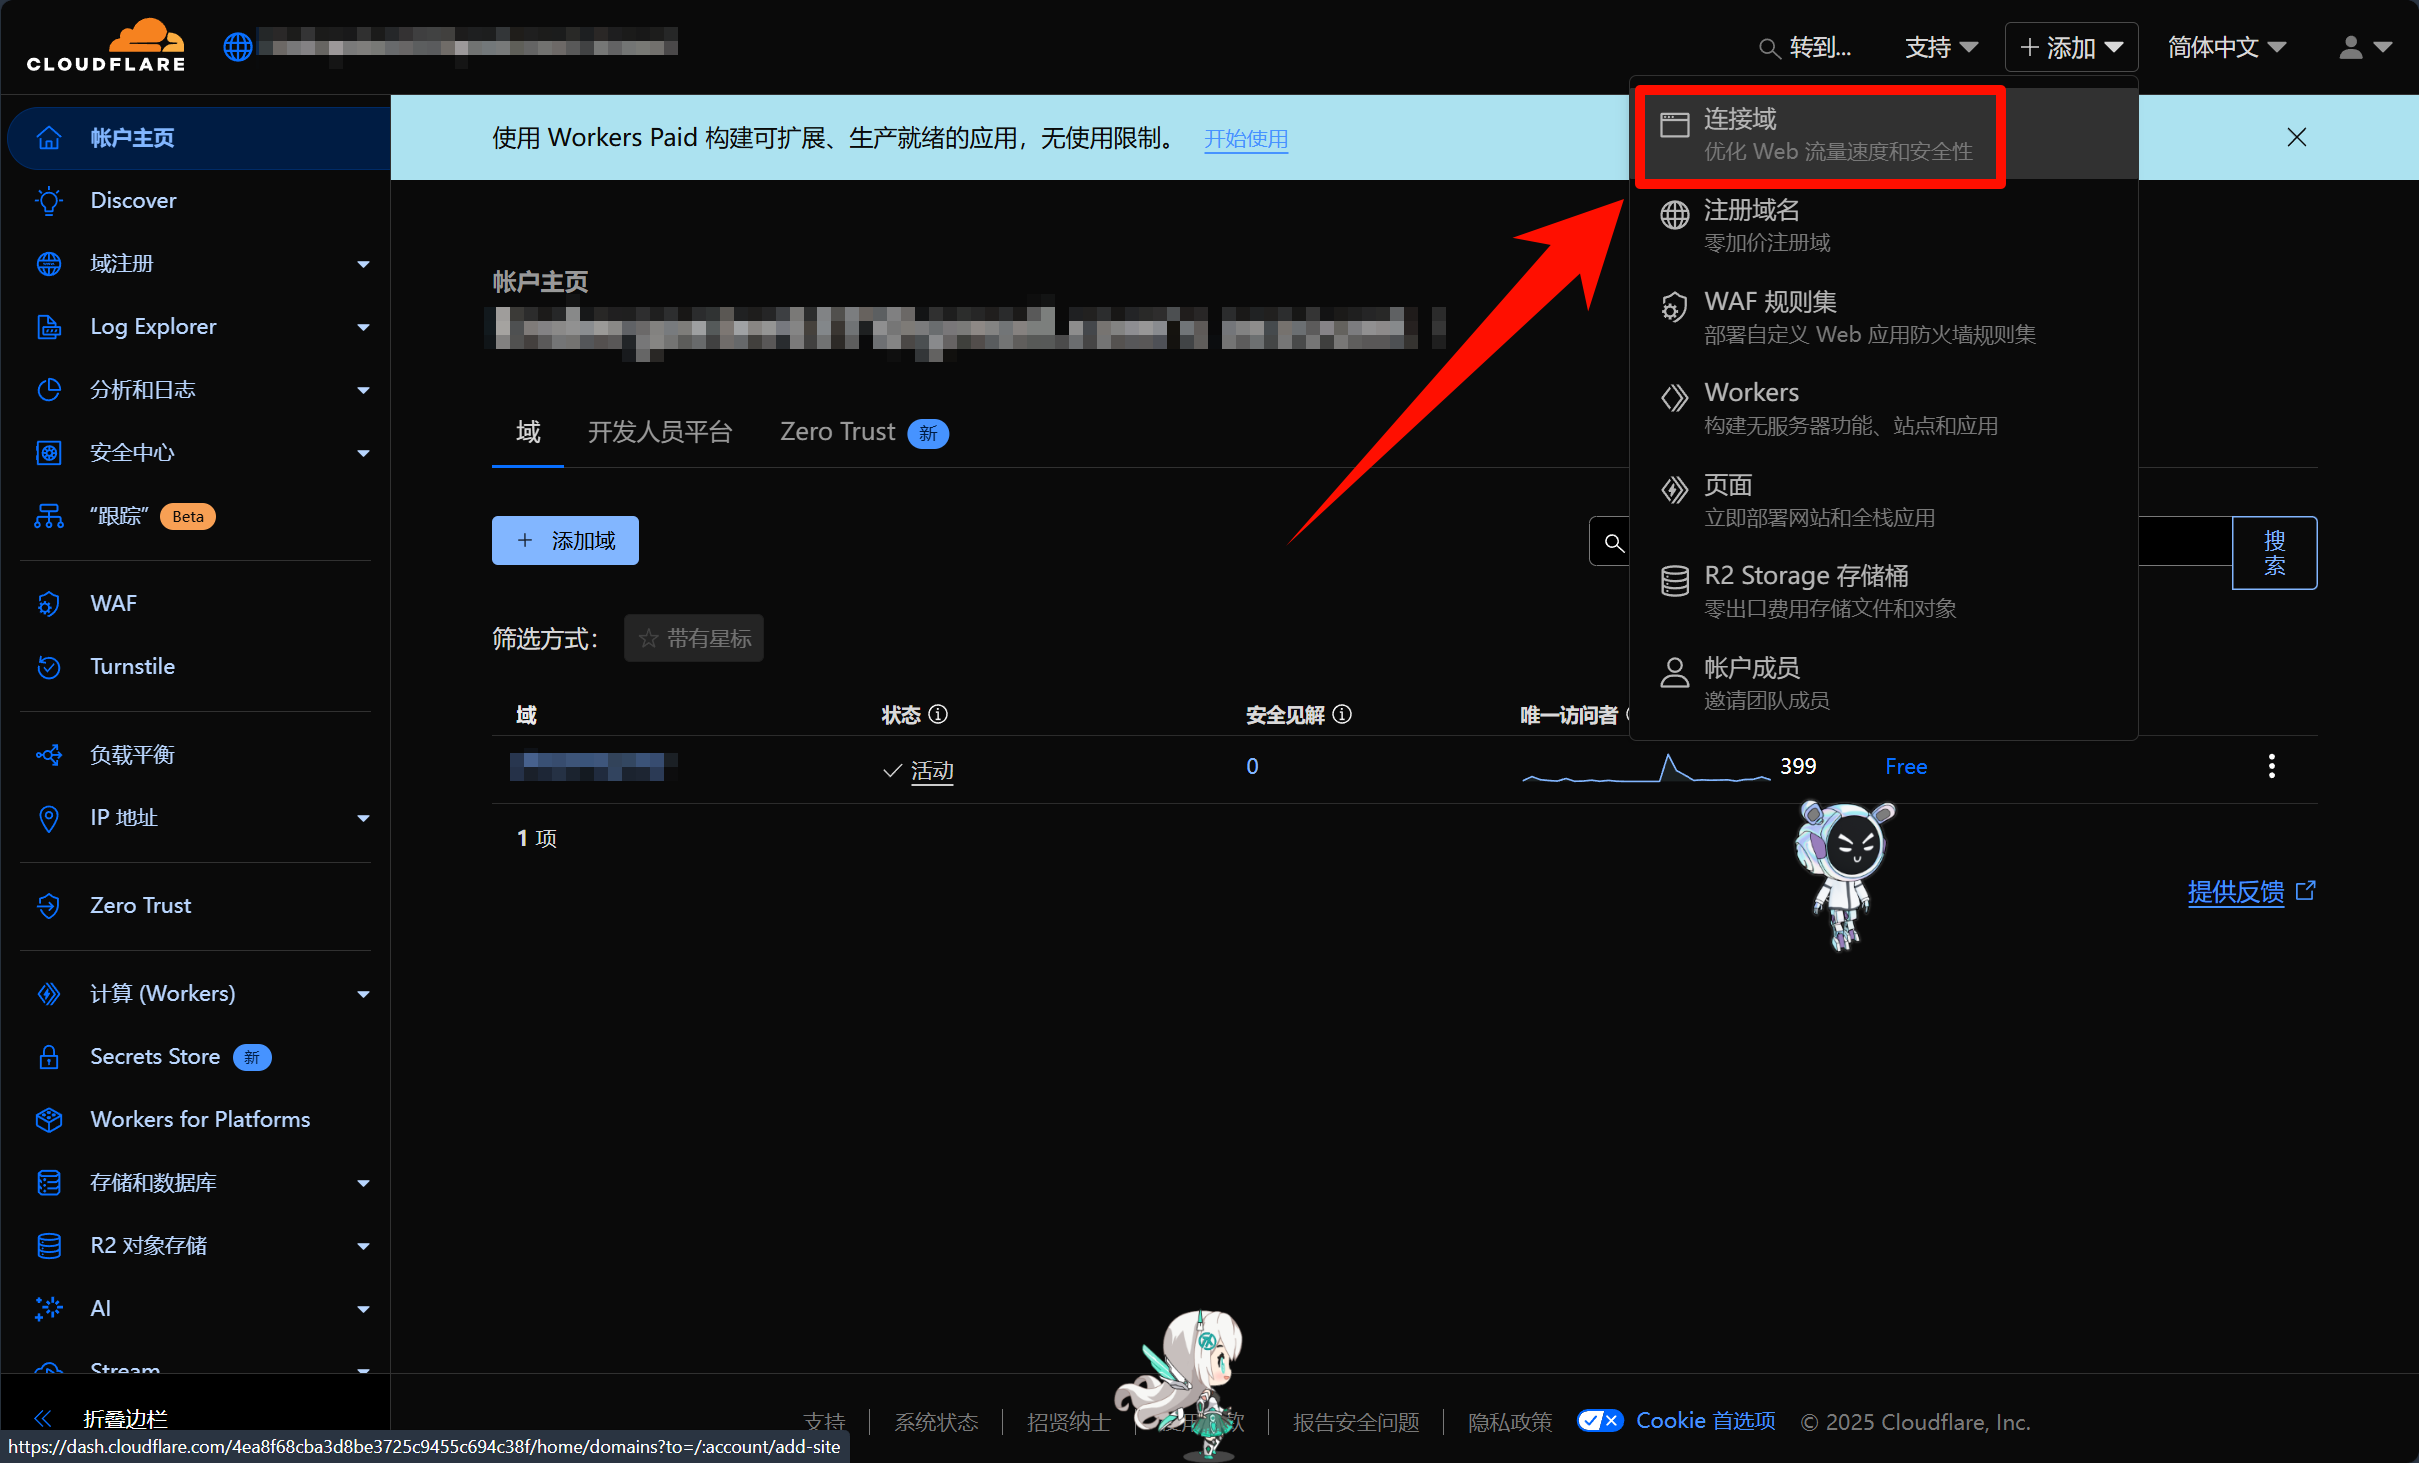 CLOUDFLARE
转到...
支持
添加
简体中文
帐户主页
Discover
域注册
Log Explorer
分析和日志
安全中心
“跟踪” Beta
WAF
Turnstile
负载平衡
IP 地址
Zero Trust
计算 (Workers)
Secrets Store 新
Workers for Platforms
存储和数据库
R2 对象存储
AI
Stream
折叠边栏
使用 Workers Paid 构建可扩展、生产就绪的应用，无使用限制。 开始使用
帐户主页
域
开发人员平台
Zero Trust 新
添加域
搜索
筛选方式：
带有星标
域
状态
安全见解
唯一访问者
活动
0
399
Free
1 项
提供反馈
连接域
优化 Web 流量速度和安全性
注册域名
零加价注册域
WAF 规则集
部署自定义 Web 应用防火墙规则集
Workers
构建无服务器功能、站点和应用
页面
立即部署网站和全栈应用
R2 Storage 存储桶
零出口费用存储文件和对象
帐户成员
邀请团队成员
支持
系统状态
招贤纳士
报告安全问题
隐私政策
Cookie 首选项
© 2025 Cloudflare, Inc.
https://dash.cloudflare.com/4ea8f68cba3d8be3725c9455c694c38f/home/domains?to=/:account/add-site